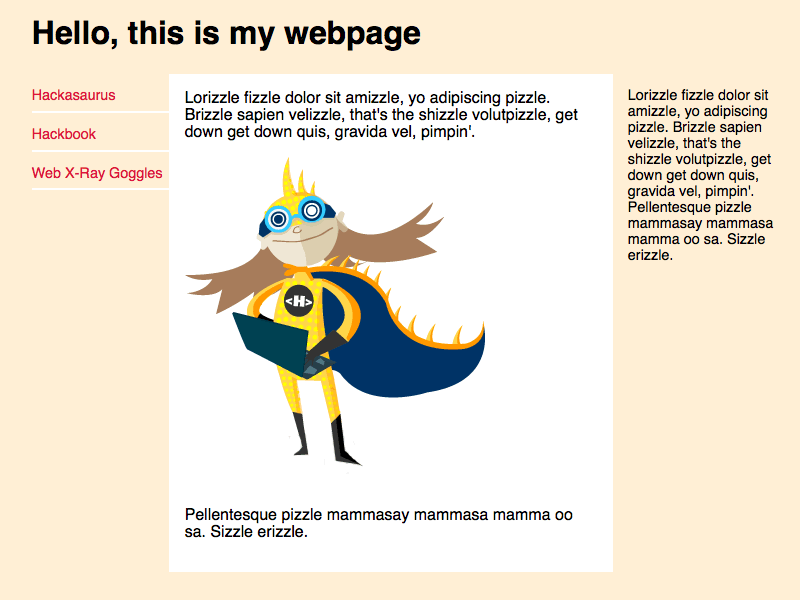 Hello, this is my webpage
Hackasaurus
Hackbook
Web X-Ray Goggles
Lorizzle fizzle dolor sit amizzle, yo adipiscing pizzle.
Brizzle sapien velizzle, that's the shizzle volutpizzle, get
down get down quis, gravida vel, pimpin'.
<H>
Pellentesque pizzle mammasay mammasa mamma oo
sa. Sizzle erizzle.
Lorizzle fizzle dolor sit
amizzle, yo adipiscing
pizzle. Brizzle sapien
velizzle, that's the
shizzle volutpizzle, get
down get down quis,
gravida vel, pimpin'.
Pellentesque pizzle
mammasay mammasa
mamma oo sa. Sizzle
erizzle.